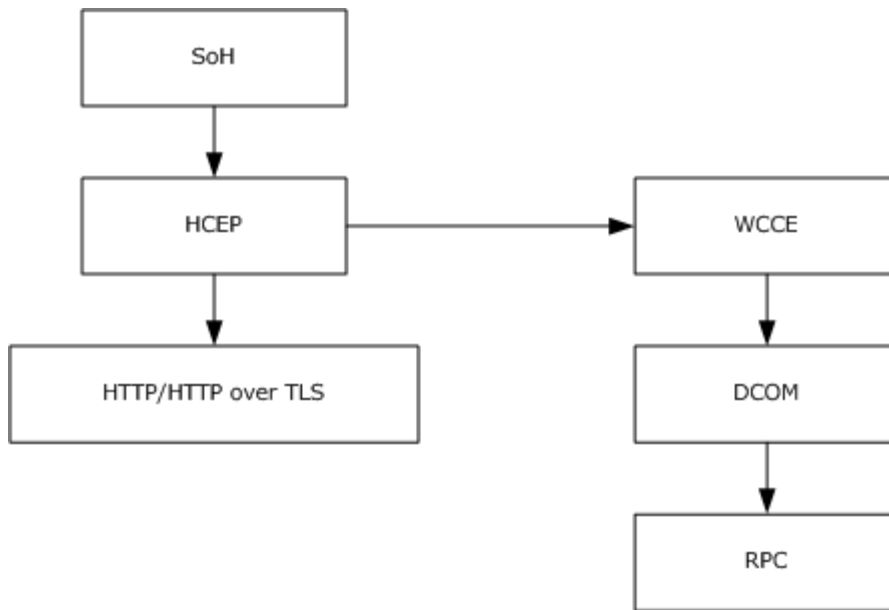 SoH
HCEP
WCCE
HTTP/HTTP over TLS
DCOM
RPC